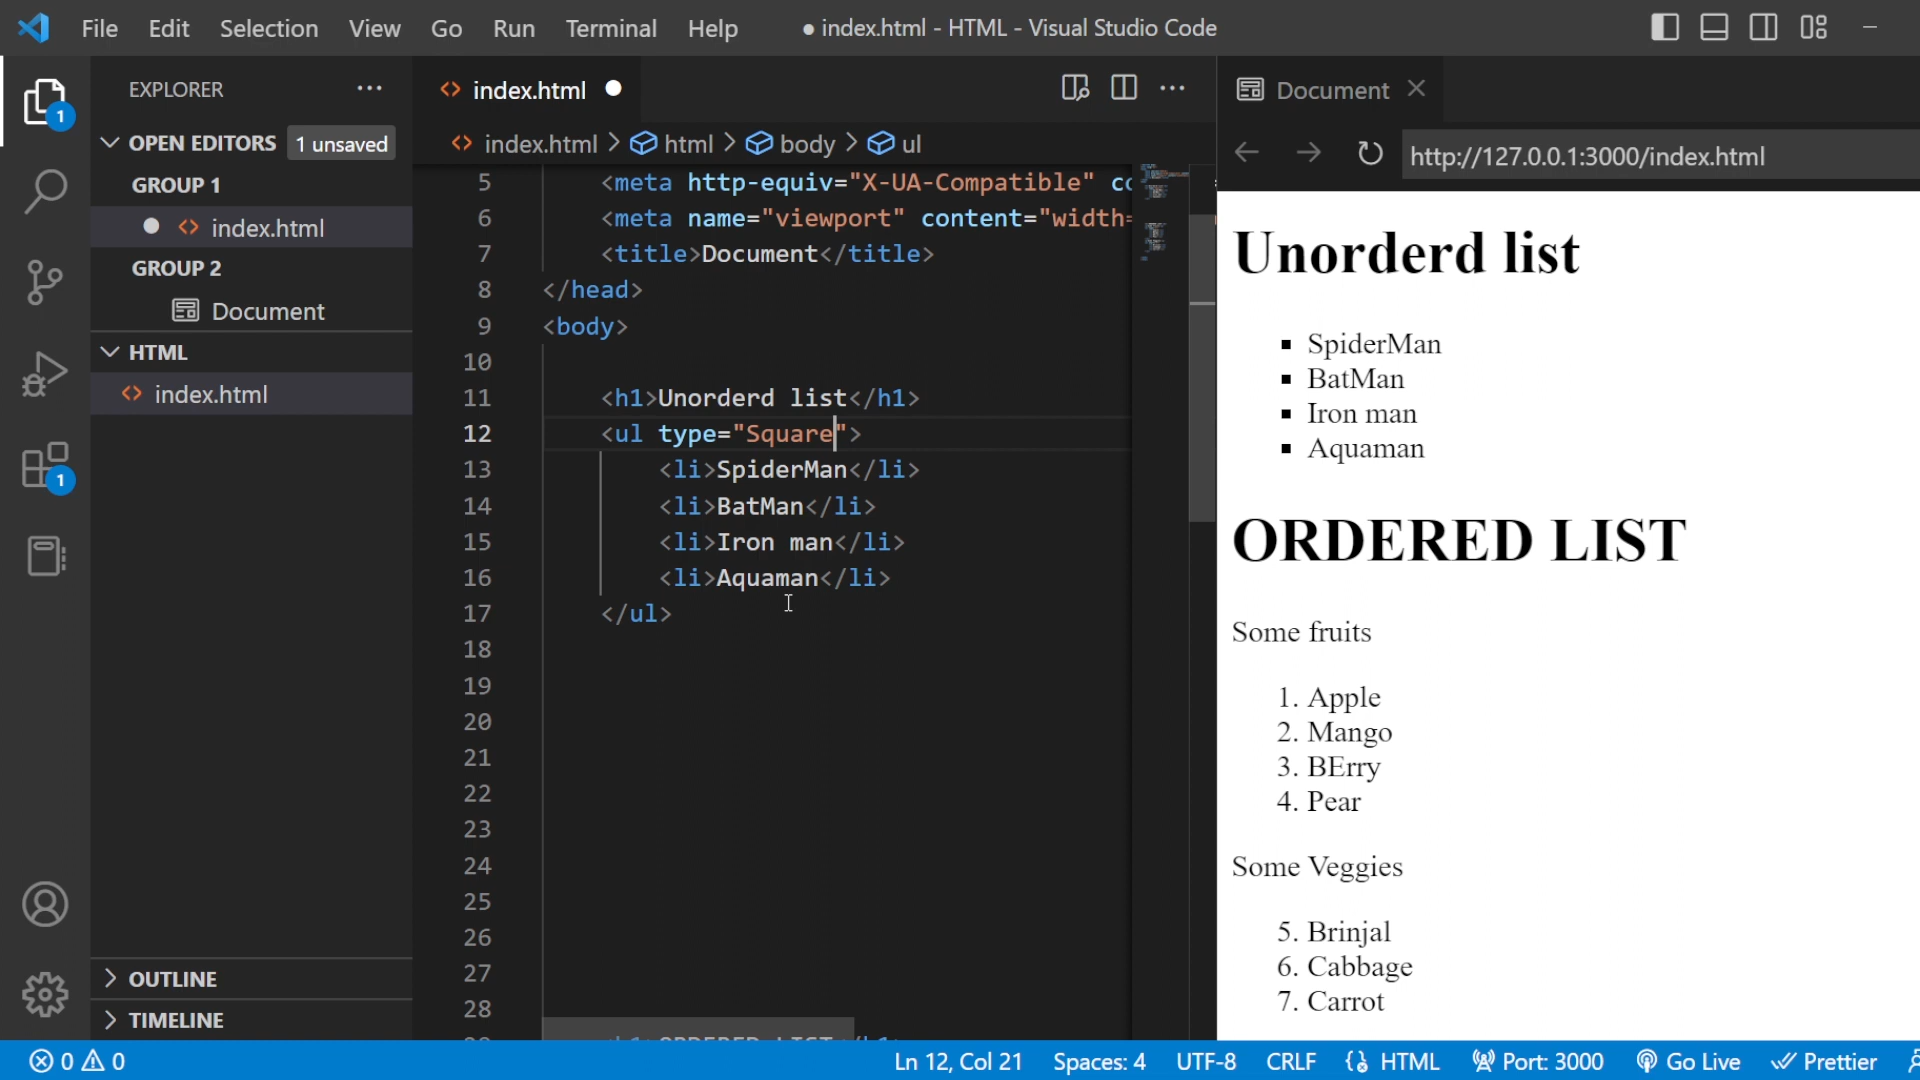 File Edit Selection View Go Run Terminal Help ● index.html - HTML - Visual Studio Code
EXPLORER ···
OPEN EDITORS 1 unsaved
GROUP 1
index.html
GROUP 2
Document
HTML
index.html
OUTLINE
TIMELINE
1
1
index.html
index.html > html > body > ul
5 <meta http-equiv="X-UA-Compatible"
6 <meta name="viewport" content="width=
7 <title>Document</title>
8 </head>
9 <body>
10
11 <h1>Unorderd list</h1>
12 <ul type="Square">
13 <li>SpiderMan</li>
14 <li>BatMan</li>
15 <li>Iron man</li>
16 <li>Aquaman</li>
17 </ul>
18
19
20
21
22
23
24
25
26
27
28
Document
http://127.0.0.1:3000/index.html
Unorderd list
▪ SpiderMan
▪ BatMan
▪ Iron man
▪ Aquaman
ORDERED LIST
Some fruits
1. Apple
2. Mango
3. BErry
4. Pear
Some Veggies
5. Brinjal
6. Cabbage
7. Carrot
0 0 Ln 12, Col 21 Spaces: 4 UTF-8 CRLF HTML Port: 3000 Go Live Prettier